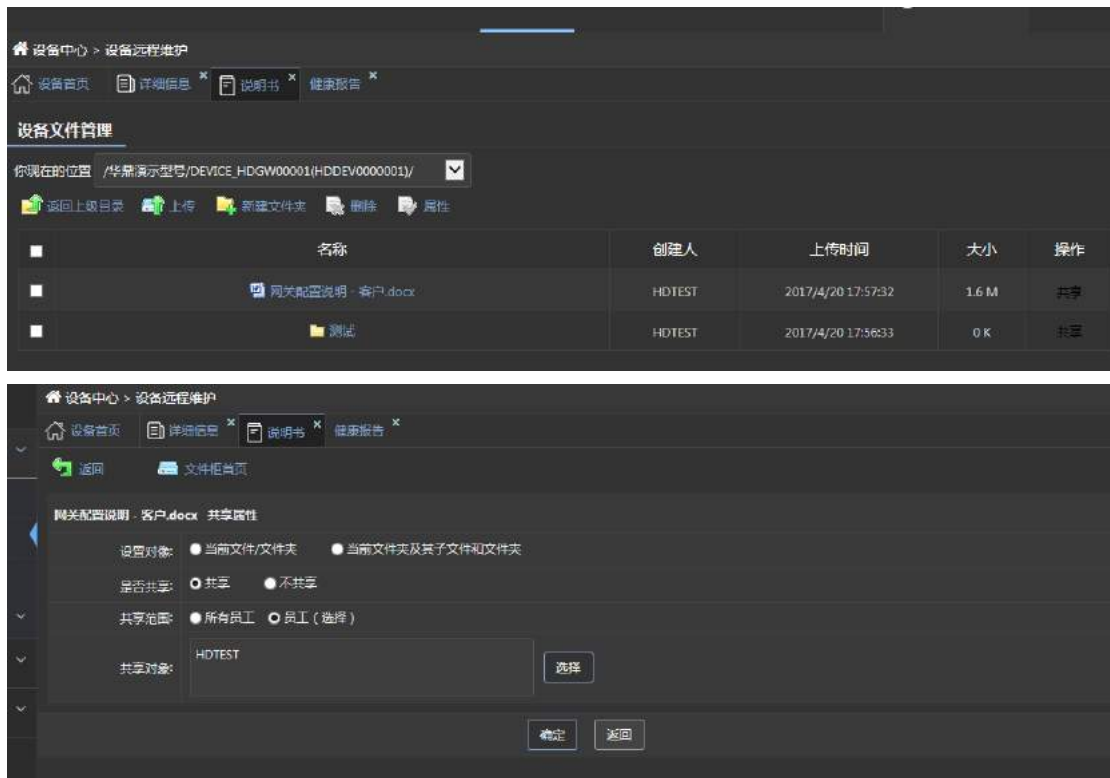 设备中心 > 设备远程维护
设备首页 详细信息 × 说明书 × 健康报告 ×
设备文件管理
你现在的位置 /华鼎演示型号/DEVICE_HDGW00001(HDDEV0000001)/
返回上级目录 上传 新建文件夹 删除 属性
名称 创建人 上传时间 大小 操作
网关配置说明 - 客户.docx HDTEST 2017/4/20 17:57:32 1.6 M 共享
测试 HDTEST 2017/4/20 17:56:33 0 K 共享
设备中心 > 设备远程维护
设备首页 详细信息 × 说明书 × 健康报告 ×
返回 文件柜首页
网关配置说明 - 客户.docx 共享属性
设置对像: 当前文件/文件夹 当前文件夹及其子文件和文件夹
是否共享: 共享 不共享
共享范围: 所有员工 员工 ( 选择 )
共享对象: HDTEST 选择
确定 返回